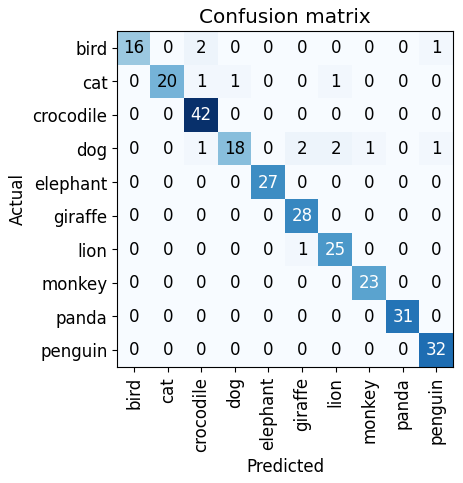 Confusion matrix
Actual
bird 16 0 2 0 0 0 0 0 0 1
cat 0 20 1 1 0 0 1 0 0 0
crocodile 0 0 42 0 0 0 0 0 0 0
dog 0 0 1 18 0 2 2 1 0 1
elephant 0 0 0 0 27 0 0 0 0 0
giraffe 0 0 0 0 0 28 0 0 0 0
lion 0 0 0 0 0 1 25 0 0 0
monkey 0 0 0 0 0 0 0 23 0 0
panda 0 0 0 0 0 0 0 0 31 0
penguin 0 0 0 0 0 0 0 0 0 32
bird cat crocodile dog elephant giraffe lion monkey panda penguin
Predicted